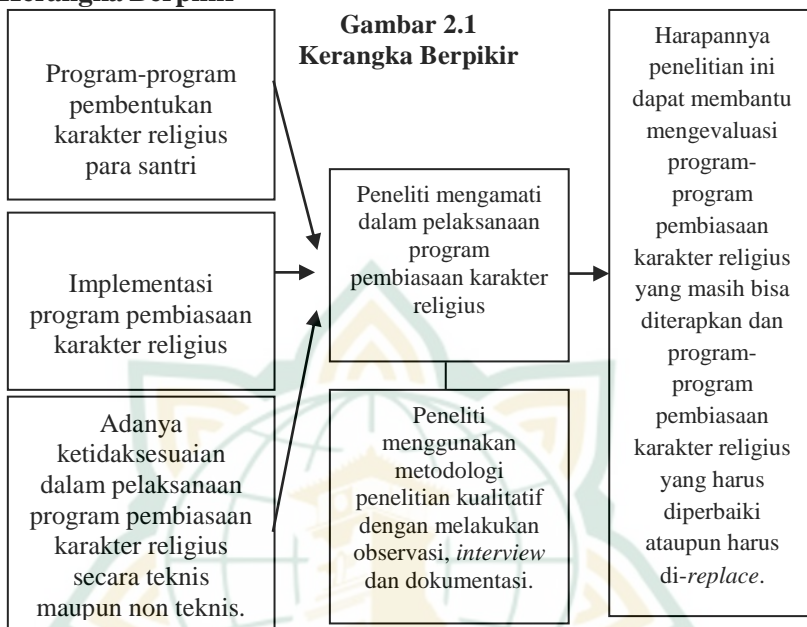 Kerangka Berpikir
Gambar 2.1
Kerangka Berpikir
Program-program
pembentukan
karakter religius
para santri
Implementasi
program pembiasaan
karakter religius
Adanya
ketidaksesuaian
dalam pelaksanaan
program pembiasaan
karakter religius
secara teknis
maupun non teknis.
Peneliti mengamati
dalam pelaksanaan
program
pembiasaan karakter
religius
Peneliti
menggunakan
metodologi
penelitian kualitatif
dengan melakukan
observasi, interview
dan dokumentasi.
Harapannya
penelitian ini
dapat membantu
mengevaluasi
program-
program
pembiasaan
karakter religius
yang masih bisa
diterapkan dan
program-
program
pembiasaan
karakter religius
yang harus
diperbaiki
ataupun harus
di-replace.